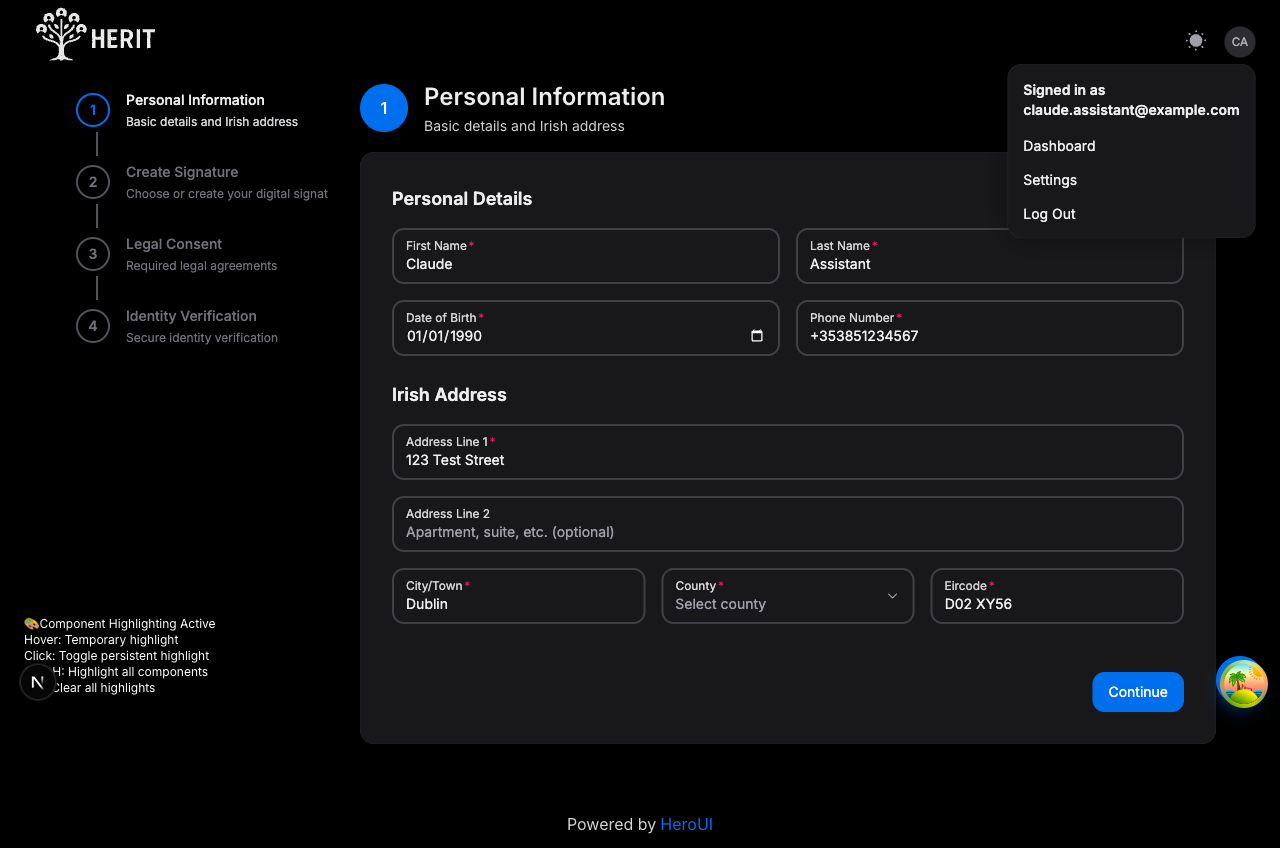 HERIT
CA
Signed in as
claude.assistant@example.com
Dashboard
Settings
Log Out
1
Personal Information
Basic details and Irish address
2
Create Signature
Choose or create your digital signat
3
Legal Consent
Required legal agreements
4
Identity Verification
Secure identity verification
1
Personal Information
Basic details and Irish address
Personal Details
First Name*
Claude
Last Name*
Assistant
Date of Birth*
01/01/1990
Phone Number*
+353851234567
Irish Address
Address Line 1*
123 Test Street
Address Line 2
Apartment, suite, etc. (optional)
City/Town*
Dublin
County*
Select county
Eircode*
D02 XY56
Continue
🎨Component Highlighting Active
Hover: Temporary highlight
Click: Toggle persistent highlight
H: Highlight all components
Clear all highlights
N
Powered by HeroUI